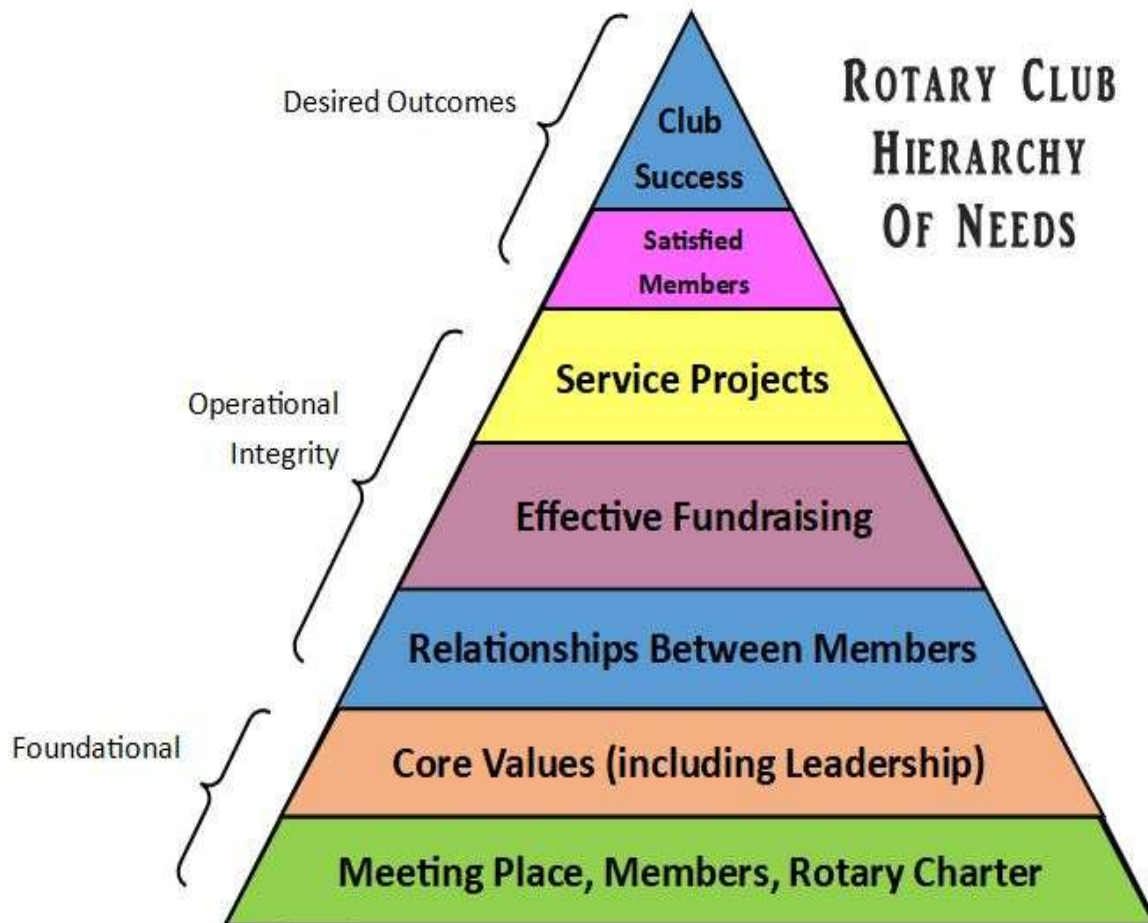 ROTARY CLUB
HIERARCHY
OF NEEDS
Desired Outcomes
Club
Success
Satisfied
Members
Operational
Integrity
Service Projects
Effective Fundraising
Relationships Between Members
Foundational
Core Values (including Leadership)
Meeting Place, Members, Rotary Charter